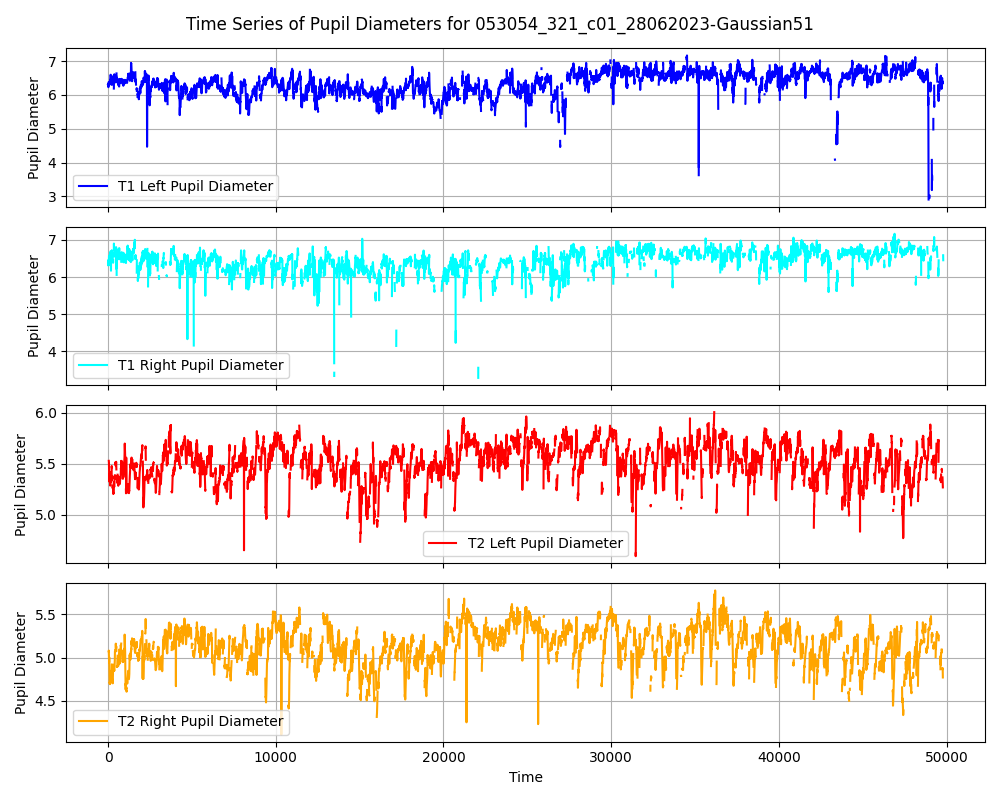 Time Series of Pupil Diameters for 053054_321_c01_28062023-Gaussian51
7
6
5
4
3
Pupil Diameter
T1 Left Pupil Diameter
7
6
5
4
Pupil Diameter
T1 Right Pupil Diameter
6.0
5.5
5.0
Pupil Diameter
T2 Left Pupil Diameter
5.5
5.0
4.5
Pupil Diameter
T2 Right Pupil Diameter
0 10000 20000 30000 40000 50000
Time